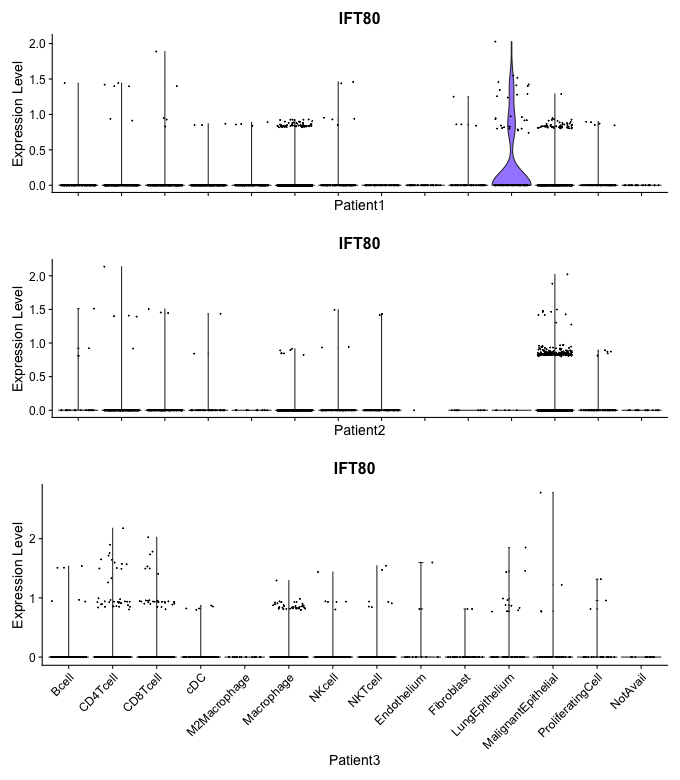 IFT80
2.0
1.5
1.0
0.5
0.0
Expression Level
Patient1
IFT80
2.0
1.5
1.0
0.5
0.0
Expression Level
Patient2
IFT80
2
1
0
Expression Level
Bcell
CD4Tcell
CD8Tcell
cDC
M2Macrophage
Macrophage
NKcell
NKTcell
Endothelium
Fibroblast
LungEpithelium
MalignantEpithelial
ProliferatingCell
NotAvail
Patient3